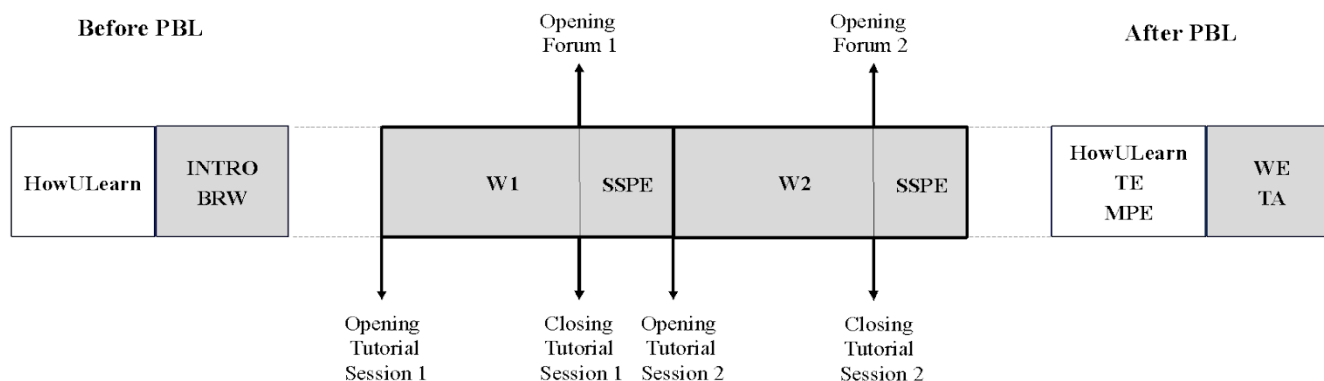 Before PBL
Opening
Forum 1
Opening
Forum 2
After PBL
HowULearn
INTRO
BRW
W1
SSPE
W2
SSPE
HowULearn
TE
MPE
WE
TA
Opening
Tutorial
Session 1
Closing
Tutorial
Session 1
Opening
Tutorial
Session 2
Closing
Tutorial
Session 2